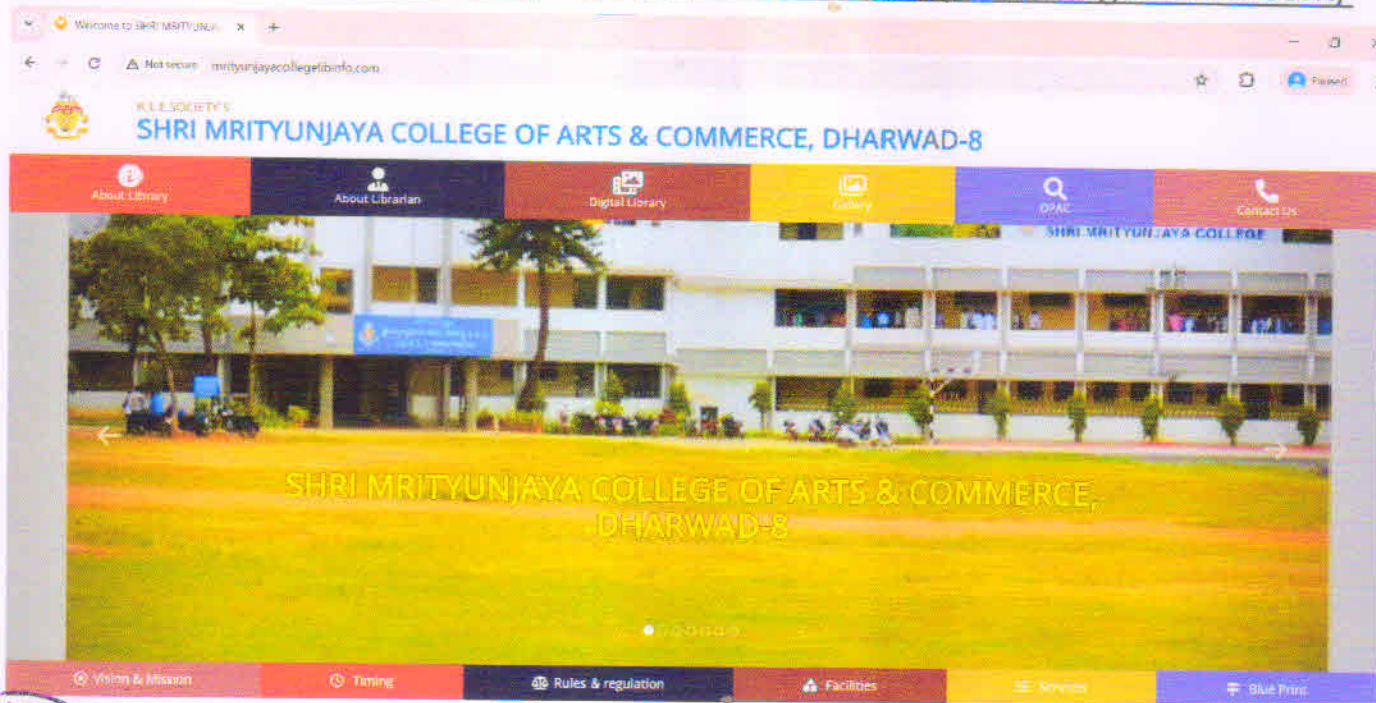 Welcome to SHRI MRITYUNJ
Not secure mrityunjayacollegelibinfo.com
Paused
K.L.E SOCIETY'S
SHRI MRITYUNJAYA COLLEGE OF ARTS & COMMERCE, DHARWAD-8
About Library
About Librarian
Digital Library
Gallery
OPAC
Contact Us
SHRI MRITYUNJAYA COLLEGE
SHRI MRITYUNJAYA COLLEGE OF ARTS & COMMERCE,
DHARWAD-8
Vision & Mission
Timing
Rules & regulation
Facilities
Services
Blue Print